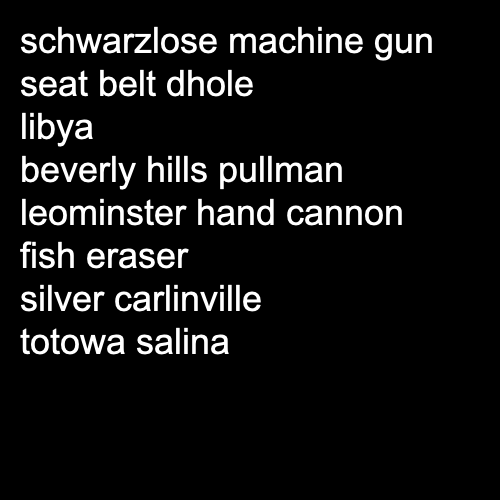 schwarzlose machine gun
seat belt dhole
libya
beverly hills pullman
leominster hand cannon
fish eraser
silver carlinville
totowa salina